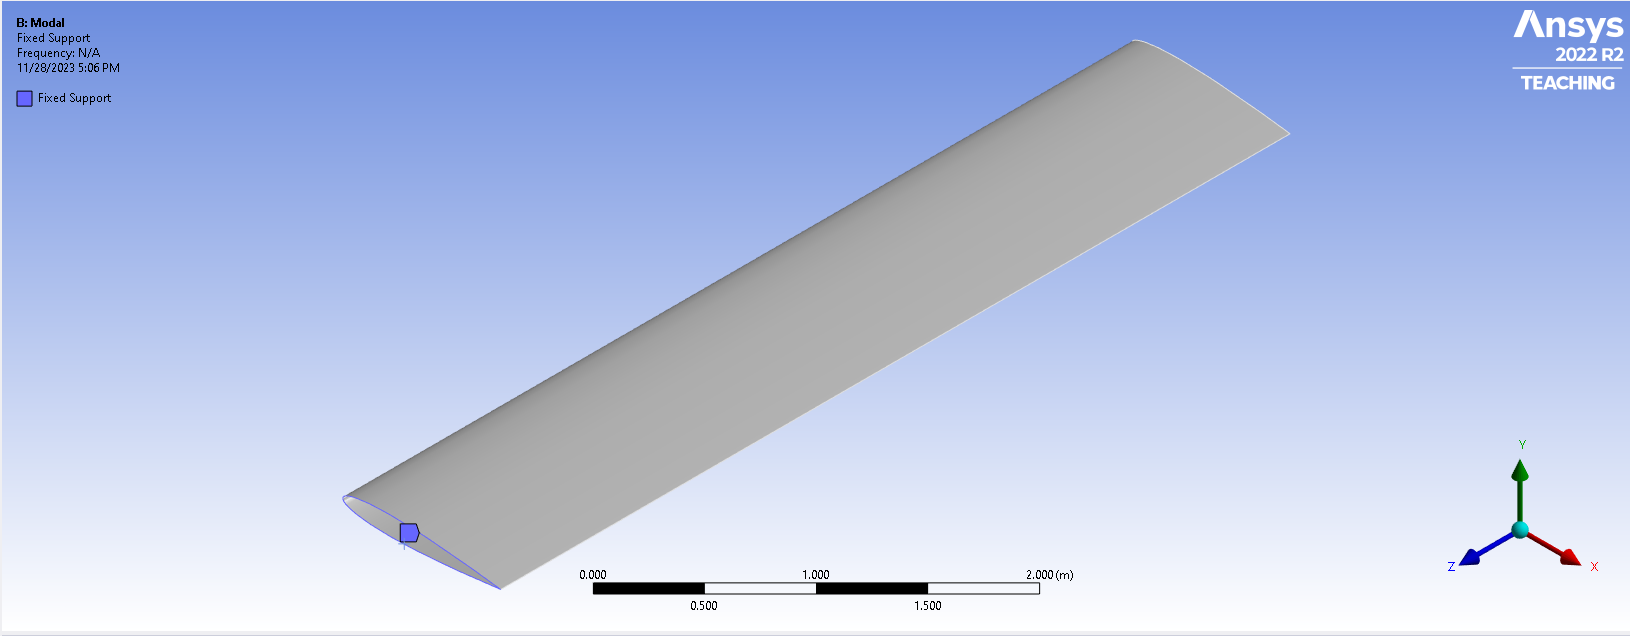 B: Modal
Fixed Support
Frequency: N/A
11/28/2023 5:06 PM
Fixed Support
Ansys
2022 R2
TEACHING
0.000 1.000 2.000 (m)
0.500 1.500
Y
Z X